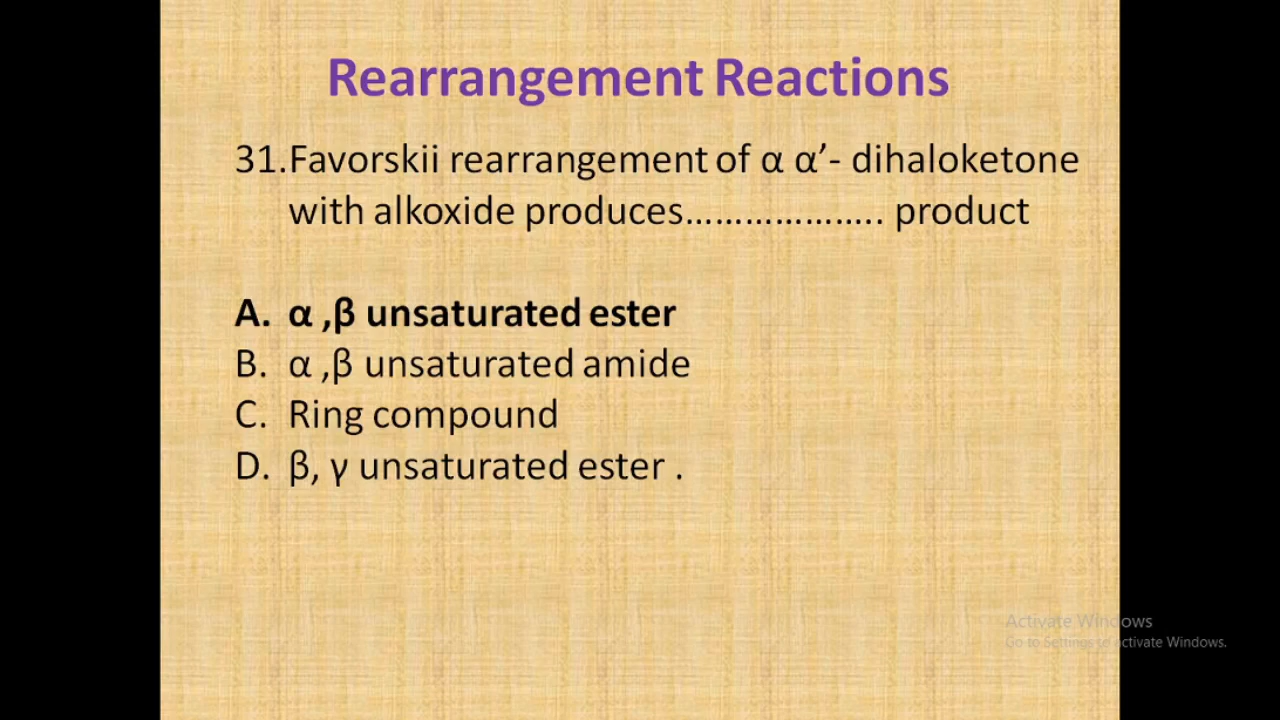 Rearrangement Reactions
31.Favorskii rearrangement of α α’- dihaloketone
with alkoxide produces……………….. product
A. α ,β unsaturated ester
B. α ,β unsaturated amide
C. Ring compound
D. β, γ unsaturated ester .
Activate Windows
Go to Settings to activate Windows.